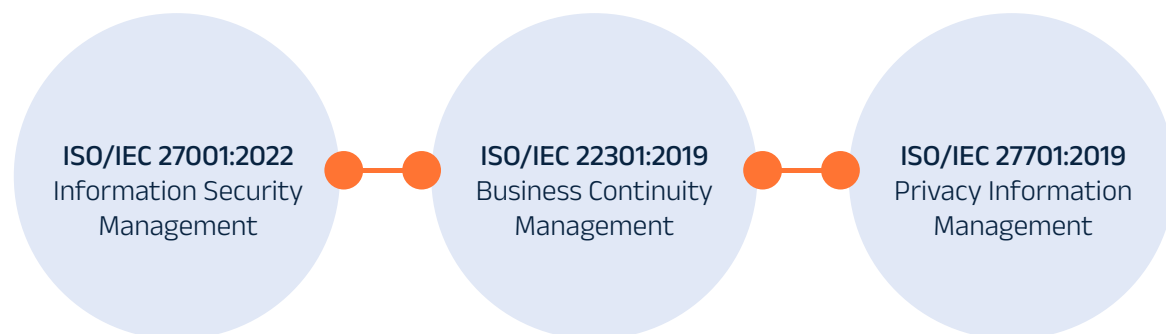 ISO/IEC 27001:2022
Information Security
Management
ISO/IEC 22301:2019
Business Continuity
Management
ISO/IEC 27701:2019
Privacy Information
Management